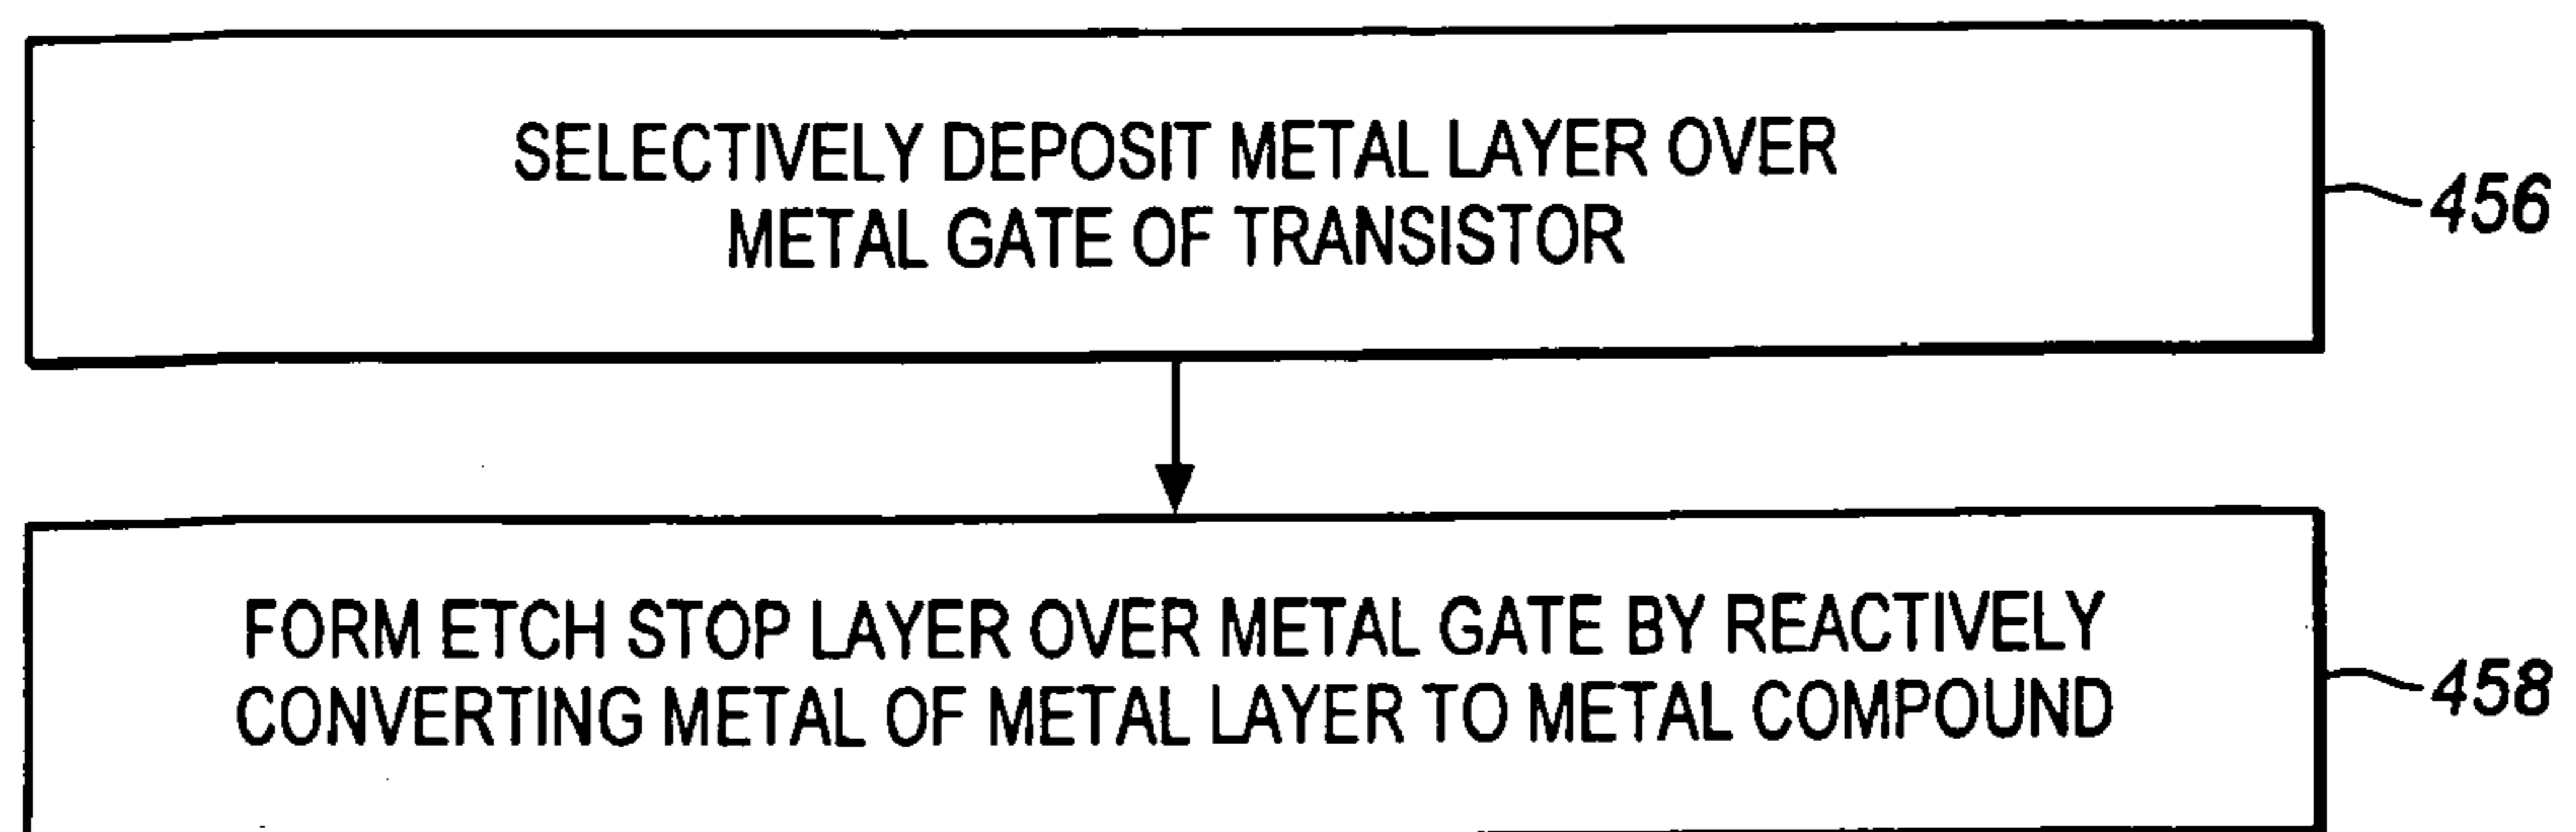 SELECTIVELY DEPOSIT METAL LAYER OVER
METAL GATE OF TRANSISTOR
456
FORM ETCH STOP LAYER OVER METAL GATE BY REACTIVELY
CONVERTING METAL OF METAL LAYER TO METAL COMPOUND
458